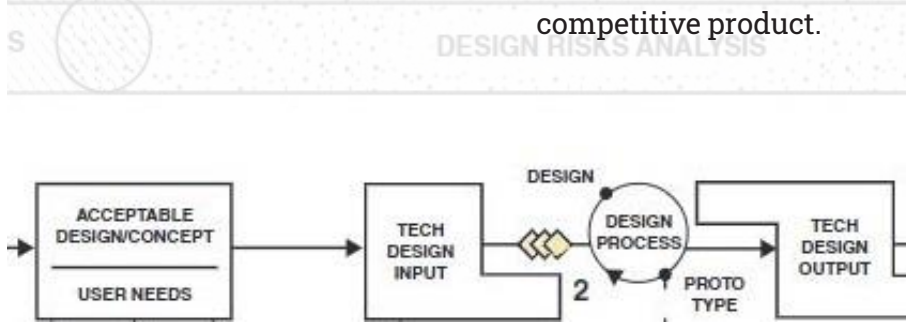 competitive product.
S
DESIGN RISKS ANALYSIS
ACCEPTABLE
DESIGN/CONCEPT
USER NEEDS
TECH
DESIGN
INPUT
DESIGN
2
DESIGN
PROCESS
PROTO
TYPE
TECH
DESIGN
OUTPUT